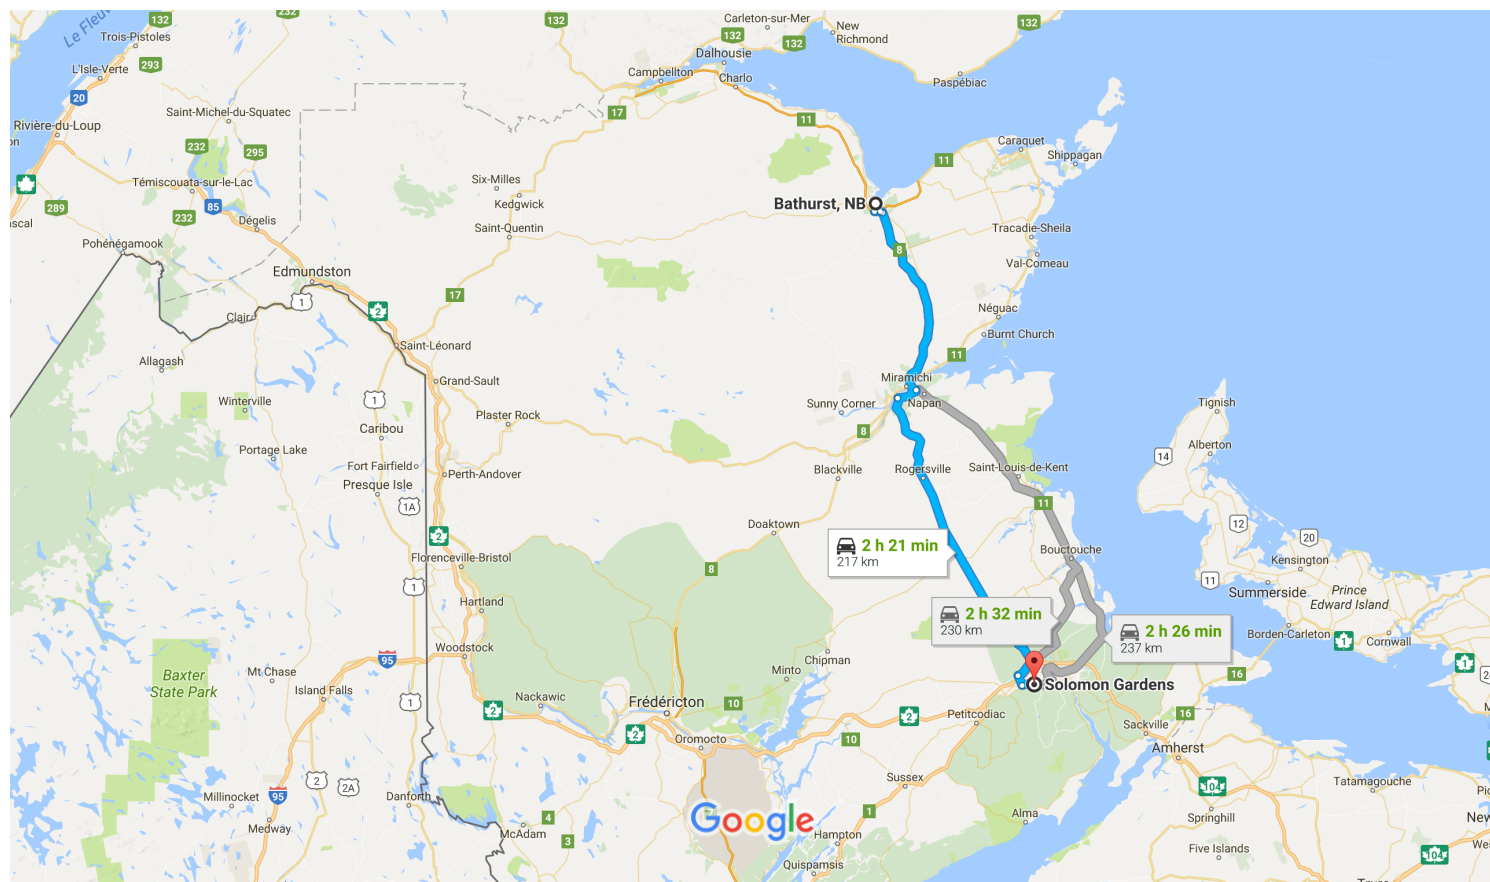 Carleton-sur-Mer
New
Richmond
132
132
132
232
132
132
Le Fleuv
Trois-Pistoles
Dalhousie
293
L'Isle-Verte
Campbellton
Charlo
Paspébiac
20
17
11
Saint-Michel-du-Squatec
Rivière-du-Loup
232
295
Caraquet
Shippagan
11
Témiscouata-sur-le-Lac
Six-Milles
Kedgwick
289
85
232
scal
Dégelis
Bathurst, NB
Saint-Quentin
Tracadie-Sheila
Pohénégamook
8
Val-Comeau
Edmundston
1
17
2
Néguac
Clair
Burnt Church
Saint-Léonard
11
Allagash
Grand-Sault
Miramichi
Winterville
1
Sunny Corner
Napan
Tignish
Plaster Rock
Caribou
8
Portage Lake
Alberton
14
Fort Fairfield
Perth-Andover
Blackville
Rogersville
Saint-Louis-de-Kent
Presque Isle
1A
11
Doaktown
12
20
2
2 h 21 min
217 km
Bouctouche
Florenceville-Bristol
8
Kensington
1
11
Summerside
Prince
Edward Island
Hartland
2 h 32 min
230 km
2 h 26 min
237 km
Borden-Carleton
1
Cornwall
Woodstock
95
Chipman
1
Baxter
State Park
Mt Chase
Minto
16
Island Falls
Solomon Gardens
Nackawic
Frédéricton
10
1
2
2
Petitcodiac
16
Sackville
2
Oromocto
10
Amherst
Sussex
2
2A
104
Tatamagouche
Millinocket
95
Danforth
Medway
4
Google
1
Alma
Springhill
McAdam
3
Hampton
Five Islands
104
Quispamsis